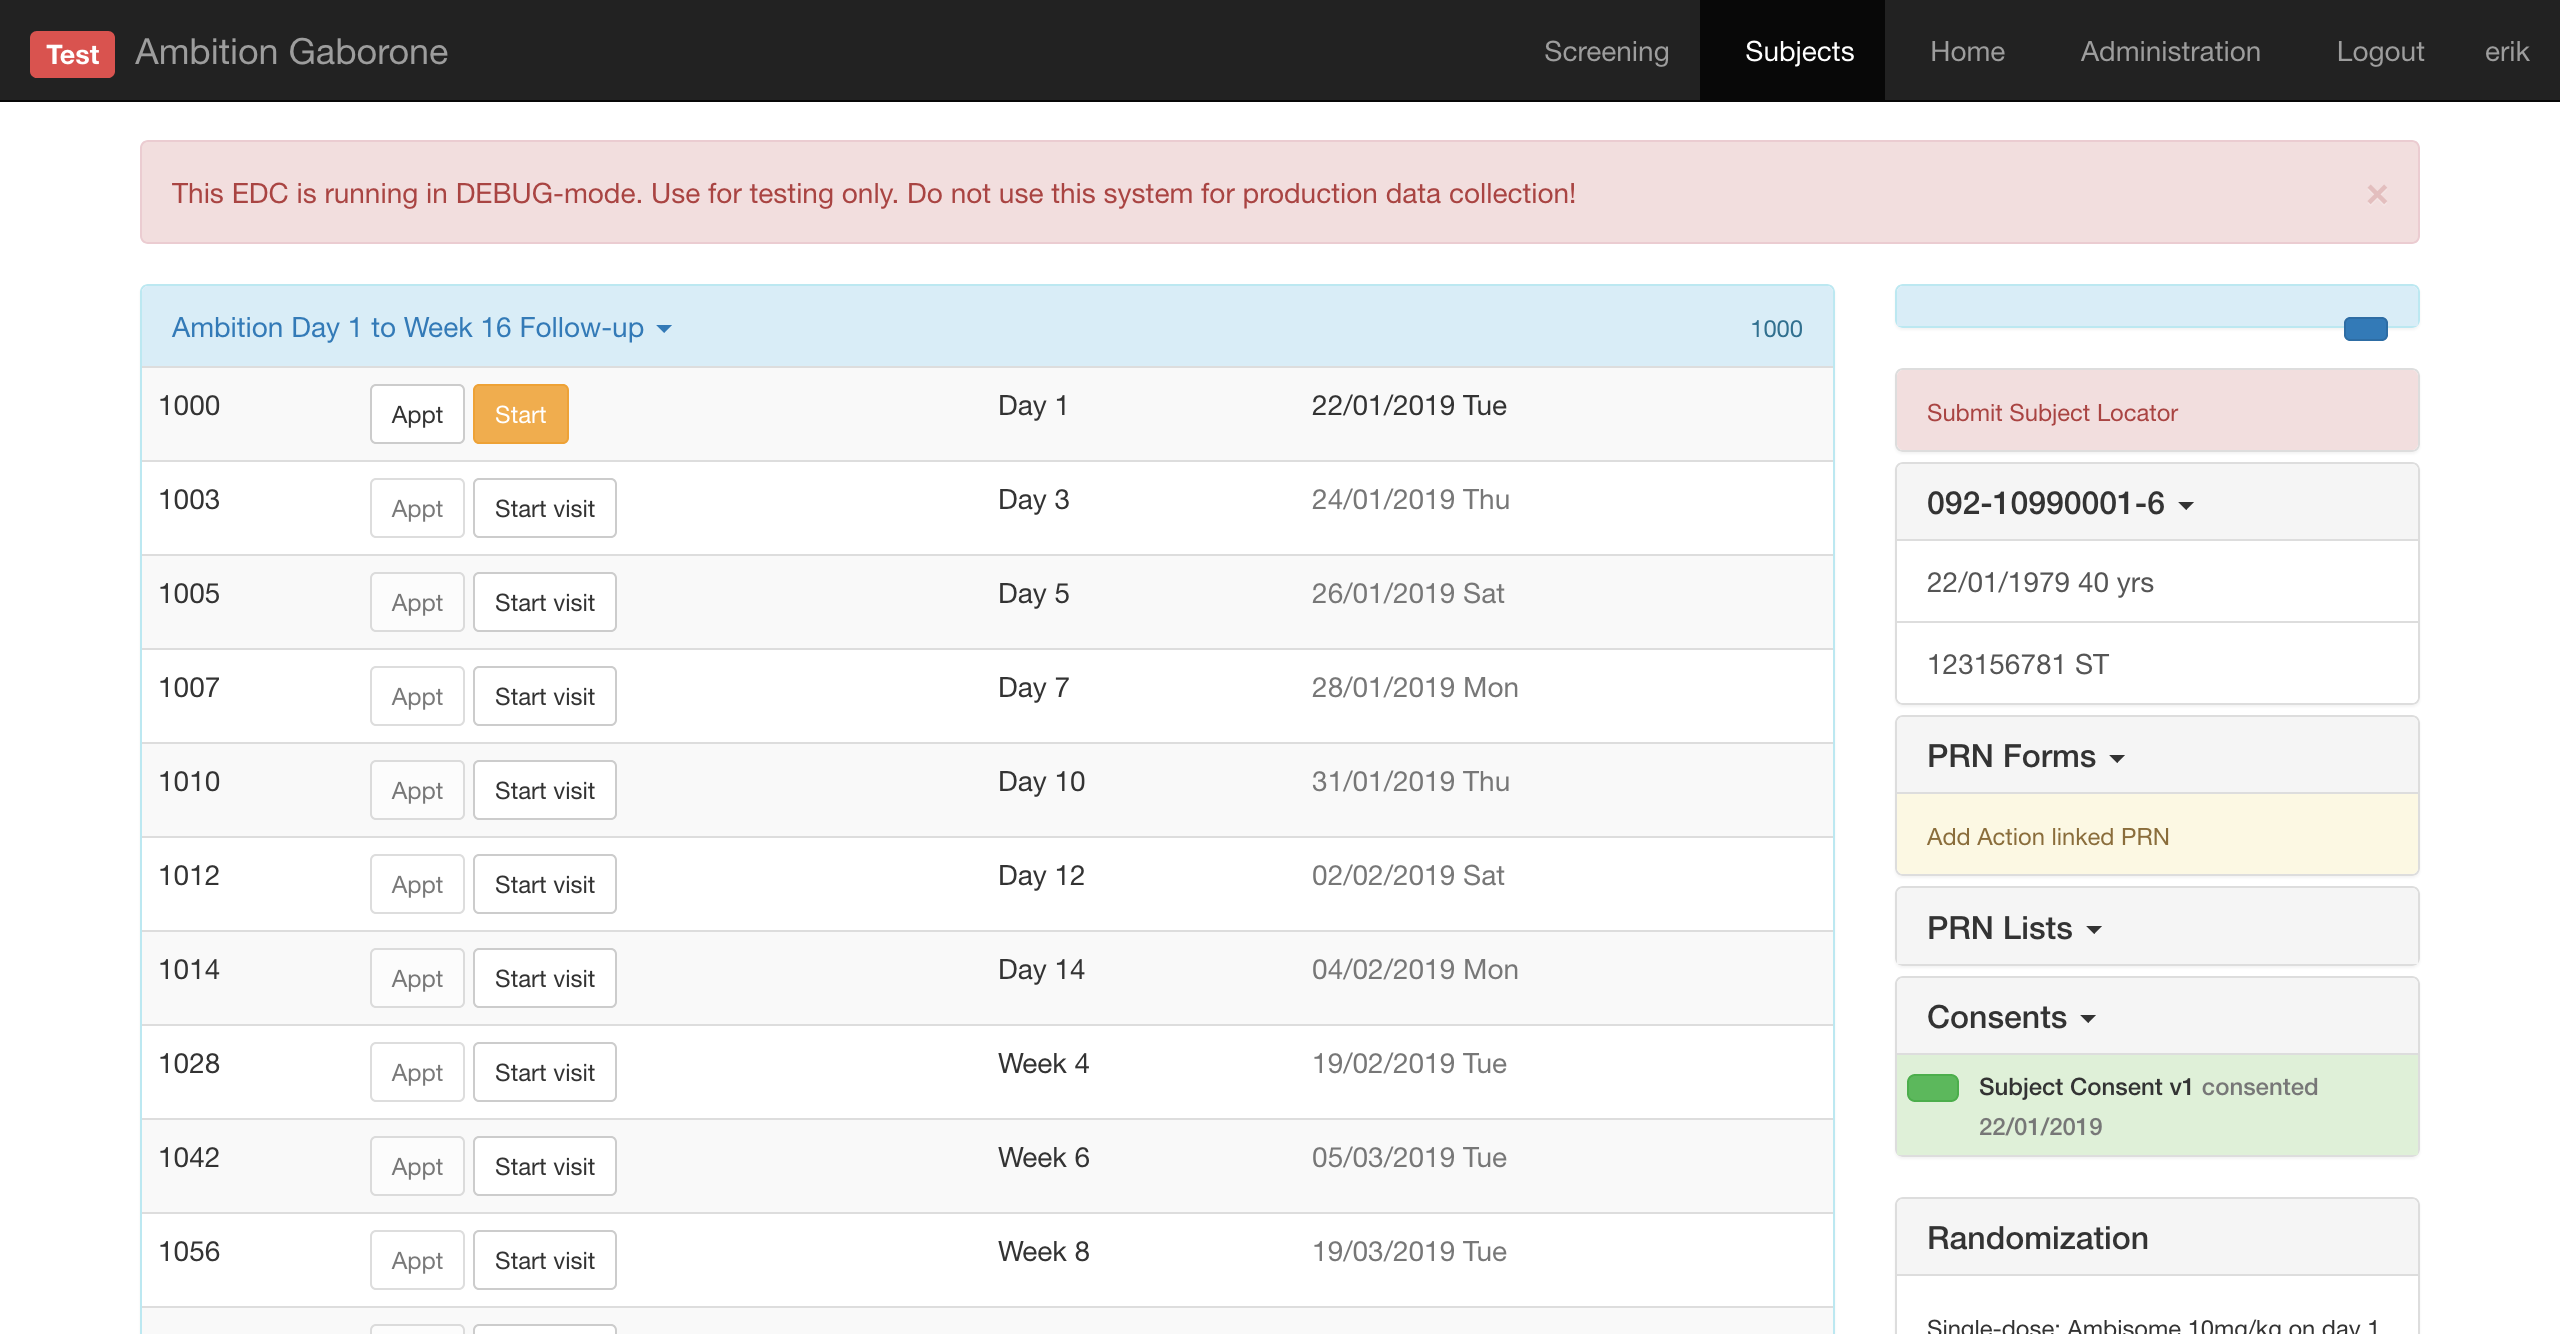 Test Ambition Gaborone Screening Subjects Home Administration Logout erik
This EDC is running in DEBUG-mode. Use for testing only. Do not use this system for production data collection! ×
Ambition Day 1 to Week 16 Follow-up 1000
1000 Appt Start Day 1 22/01/2019 Tue
1003 Appt Start visit Day 3 24/01/2019 Thu
1005 Appt Start visit Day 5 26/01/2019 Sat
1007 Appt Start visit Day 7 28/01/2019 Mon
1010 Appt Start visit Day 10 31/01/2019 Thu
1012 Appt Start visit Day 12 02/02/2019 Sat
1014 Appt Start visit Day 14 04/02/2019 Mon
1028 Appt Start visit Week 4 19/02/2019 Tue
1042 Appt Start visit Week 6 05/03/2019 Tue
1056 Appt Start visit Week 8 19/03/2019 Tue
Submit Subject Locator
092-10990001-6
22/01/1979 40 yrs
123156781 ST
PRN Forms
Add Action linked PRN
PRN Lists
Consents
Subject Consent v1 consented
22/01/2019
Randomization
Single-dose: Ambisome 10mg/kg on day 1